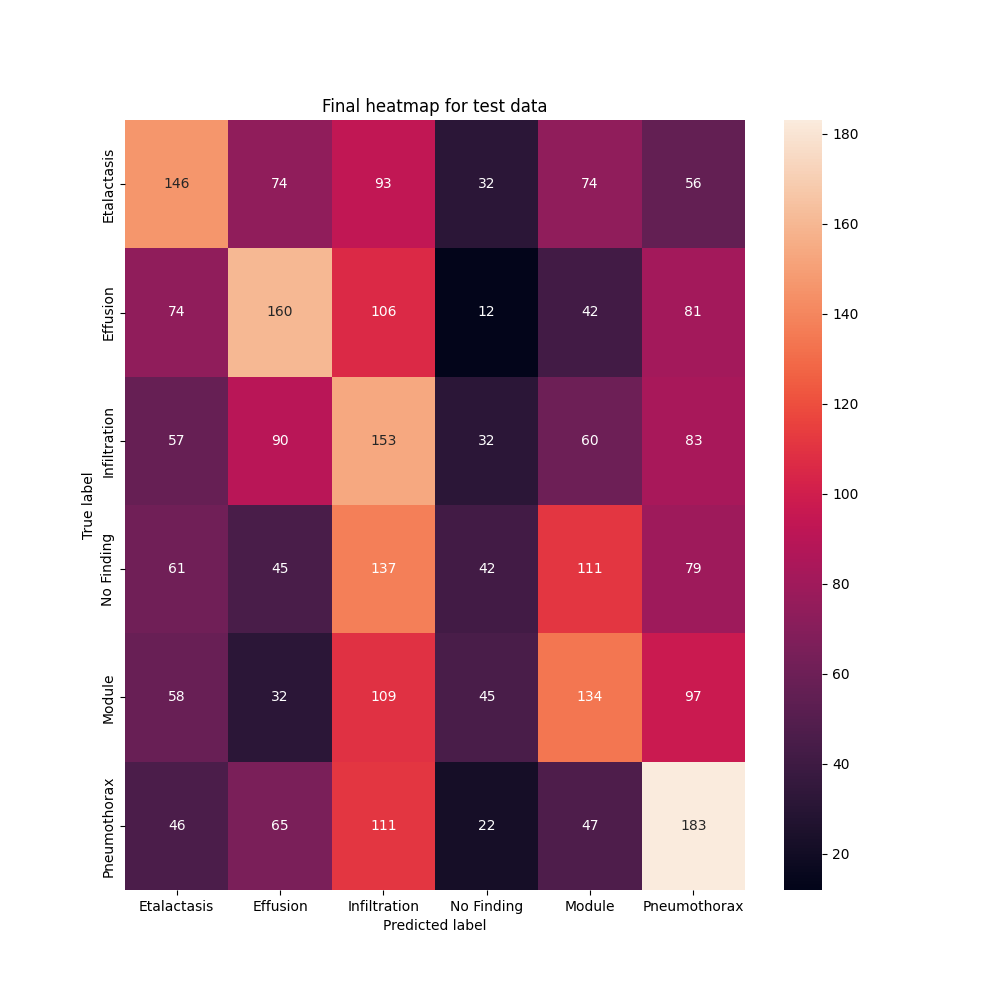 Final heatmap for test data
Etalactasis 146 74 93 32 74 56
Effusion 74 160 106 12 42 81
Infiltration 57 90 153 32 60 83
No Finding 61 45 137 42 111 79
Module 58 32 109 45 134 97
Pneumothorax 46 65 111 22 47 183
True label
Etalactasis Effusion Infiltration No Finding Module Pneumothorax
Predicted label
180
160
140
120
100
80
60
40
20